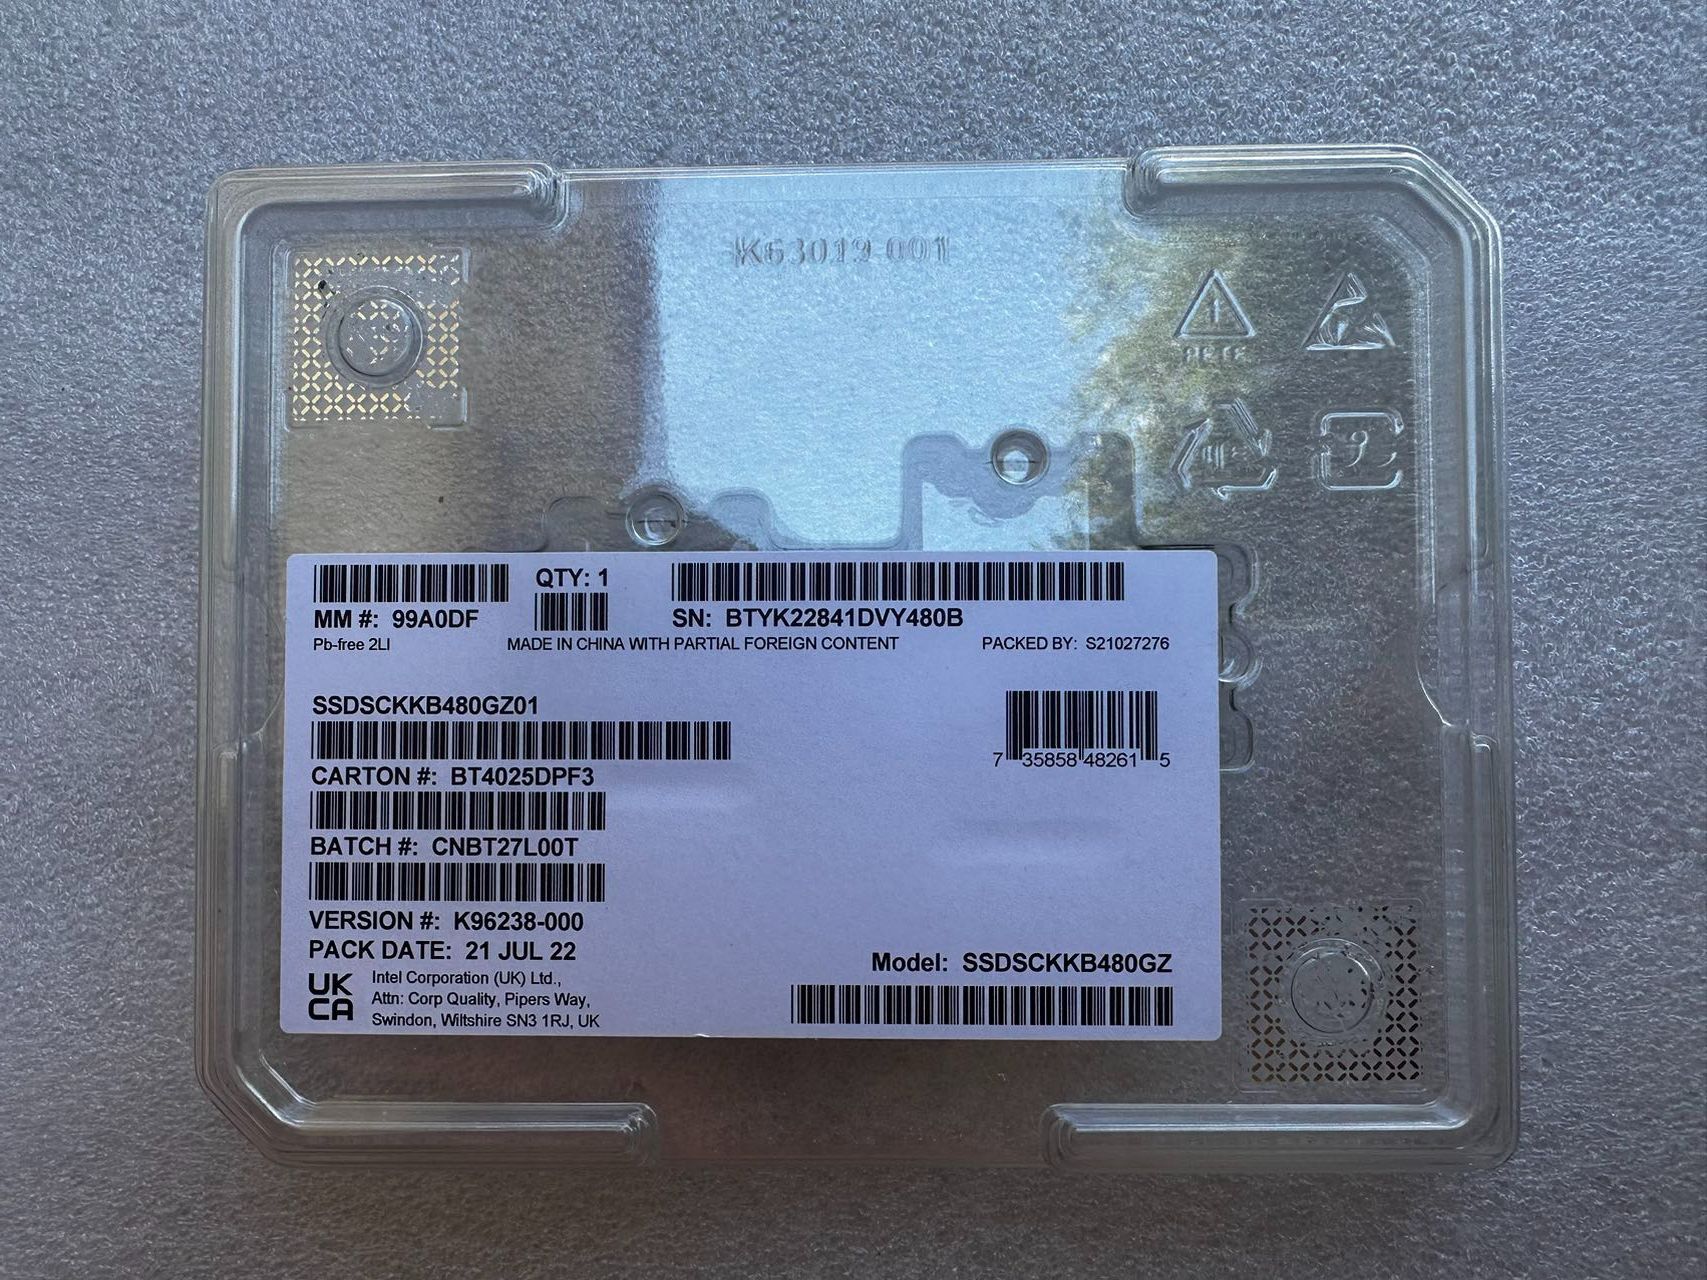 K63019 001
MM #: 99A0DF
QTY: 1
SN: BTYK22841DVY480B
Pb-free 2LI
MADE IN CHINA WITH PARTIAL FOREIGN CONTENT
PACKED BY: S21027276
SSDSCKKB480GZ01
7 35858 48261 5
CARTON #: BT4025DPF3
BATCH #: CNBT27L00T
VERSION #: K96238-000
PACK DATE: 21 JUL 22
UK
CA
Intel Corporation (UK) Ltd.,
Attn: Corp Quality, Pipers Way,
Swindon, Wiltshire SN3 1RJ, UK
Model: SSDSCKKB480GZ